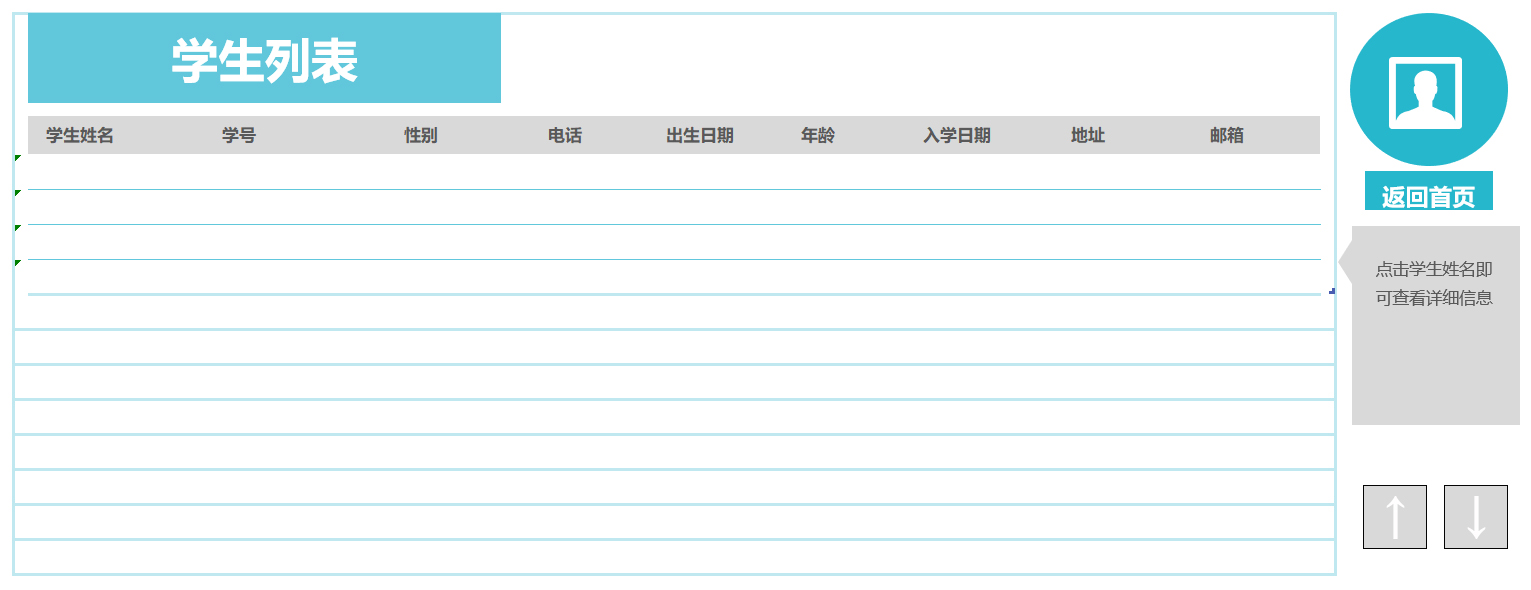 学生列表
学生姓名 学号 性别 电话 出生日期 年龄 入学日期 地址 邮箱
返回首页
点击学生姓名即
可查看详细信息
↑ ↓